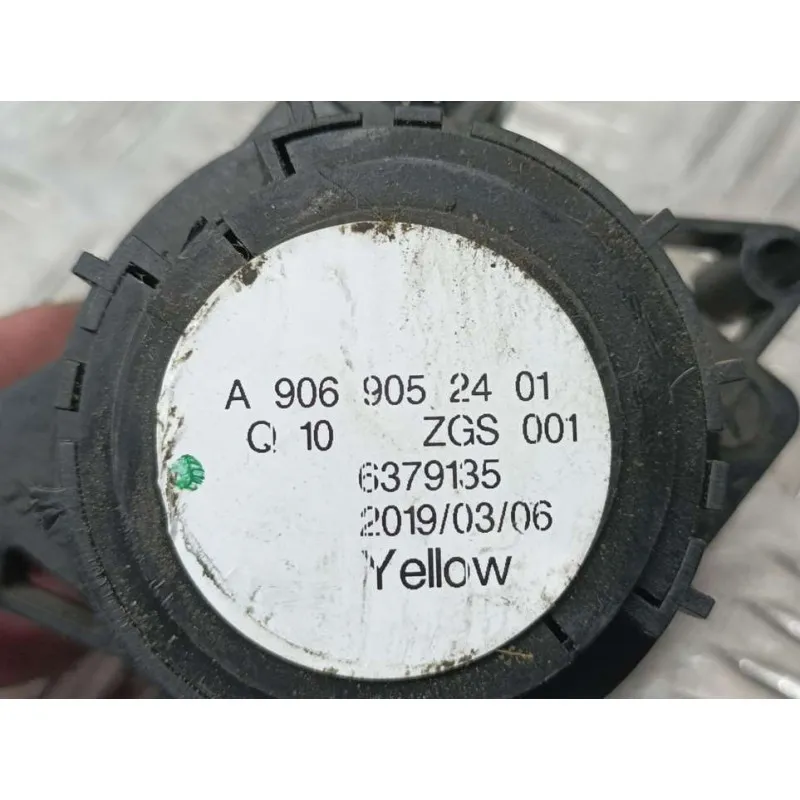 A 906 905 24 01
Q 10 ZGS 001
6379135
2019/03/06
Yellow